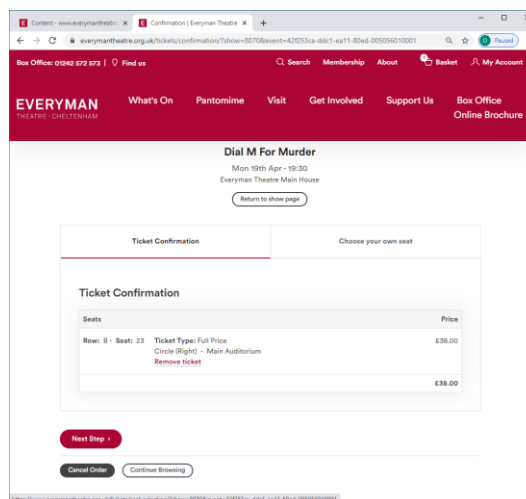 Content - www.everymantheatre
Confirmation | Everyman Theatre
everymantheatre.org.uk/tickets/confirmation/?show=8070&event=421253ca-ddc1-ea11-80ed-005056010001
Paused
Box Office: 01242 572 573 | Find us
Search Membership About 1 Basket My Account
EVERYMAN
THEATRE · CHELTENHAM
What's On Pantomime Visit Get Involved Support Us Box Office
Online Brochure
Dial M For Murder
Mon 19th Apr - 19:30
Everyman Theatre Main House
Return to show page
Ticket Confirmation Choose your own seat
Ticket Confirmation
Seats Price
Row: B - Seat: 23 Ticket Type: Full Price £38.00
Circle (Right) - Main Auditorium
Remove ticket
£38.00
Next Step ›
Cancel Order Continue Browsing